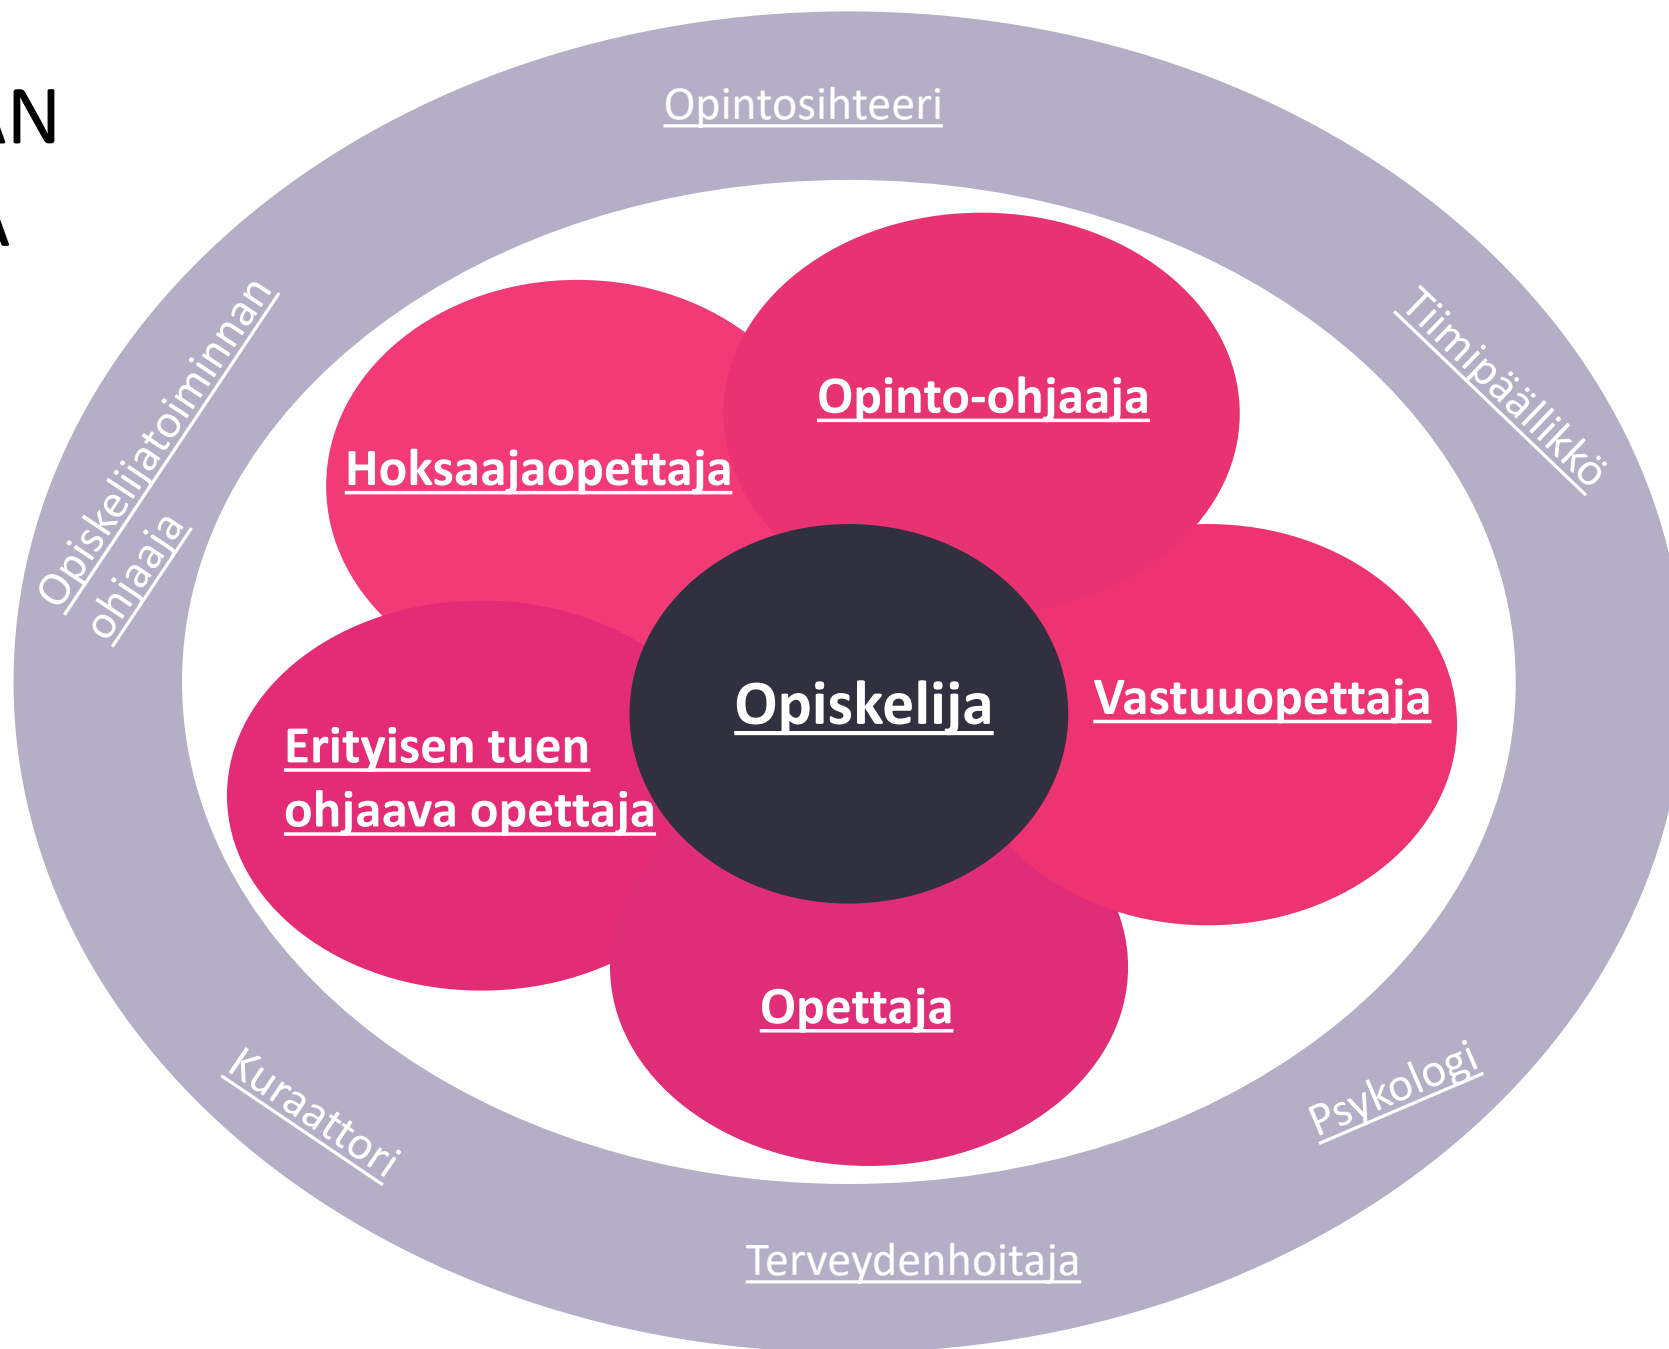 Opintosihteeri
Tiimipäällikkö
Opiskelijatoiminnan
ohjaaja
Opinto-ohjaaja
Hoksaajaopettaja
Opiskelija
Vastuuopettaja
Erityisen tuen
ohjaava opettaja
Opettaja
Kuraattori
Psykologi
Terveydenhoitaja